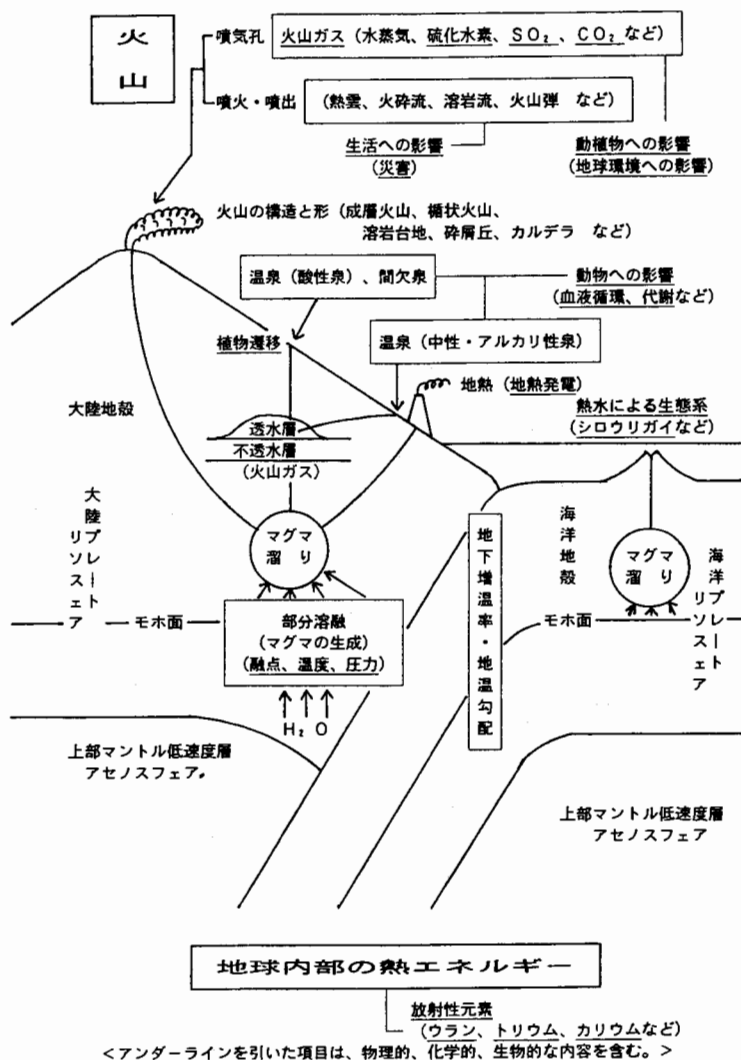 火山
噴気孔 火山ガス（水蒸気、硫化水素、SO₂、CO₂など）
噴火・噴出 （熱雲、火砕流、溶岩流、火山弾 など）
生活への影響
（災害）
動植物への影響
（地球環境への影響）
火山の構造と形（成層火山、楯状火山、
溶岩台地、砕屑丘、カルデラ など）
温泉（酸性泉）、間欠泉
動物への影響
（血液循環、代謝など）
植物遷移
温泉（中性・アルカリ性泉）
地熱（地熱発電）
大陸地殻
熱水による生態系
（シロウリガイなど）
透水層
不透水層
（火山ガス）
大陸プレート
リソスフェア
マグマ
溜り
地下増温率・地温勾配
海洋地殻
マグマ
溜り
海洋プレート
リソスフェア
モホ面
部分溶融
（マグマの生成）
（融点、温度、圧力）
モホ面
H₂O
上部マントル低速度層
アセノスフェア。
上部マントル低速度層
アセノスフェア
地球内部の熱エネルギー
放射性元素
（ウラン、トリウム、カリウムなど）
＜アンダーラインを引いた項目は、物理的、化学的、生物的な内容を含む。＞